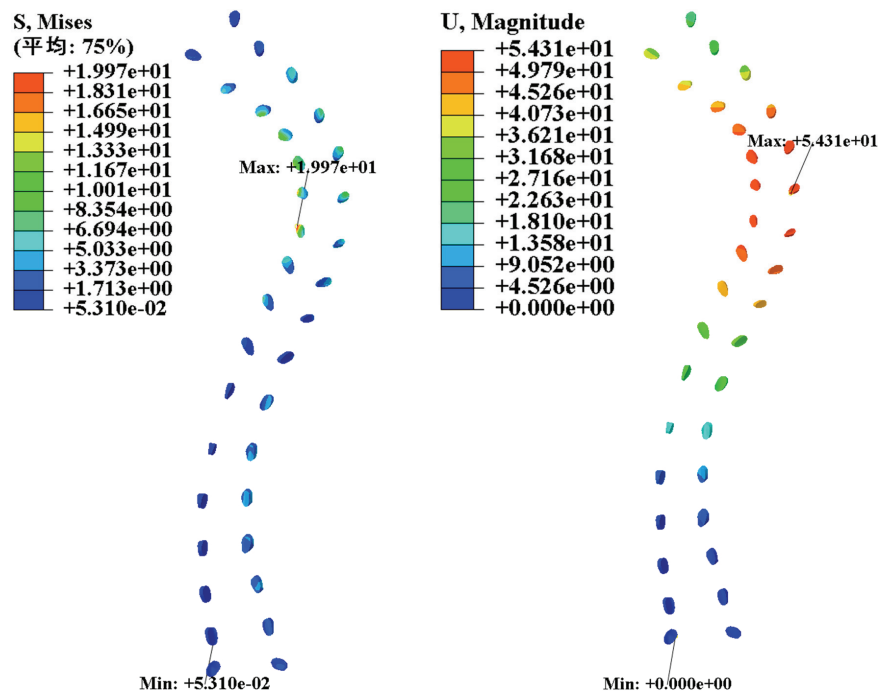 S, Mises
(平均: 75%)
+1.997e+01
+1.831e+01
+1.665e+01
+1.499e+01
+1.333e+01
+1.167e+01
+1.001e+01
+8.354e+00
+6.694e+00
+5.033e+00
+3.373e+00
+1.713e+00
+5.310e-02
Max: +1.997e+01
Min: +5.310e-02
U, Magnitude
+5.431e+01
+4.979e+01
+4.526e+01
+4.073e+01
+3.621e+01
+3.168e+01
+2.716e+01
+2.263e+01
+1.810e+01
+1.358e+01
+9.052e+00
+4.526e+00
+0.000e+00
Max: +5.431e+01
Min: +0.000e+00